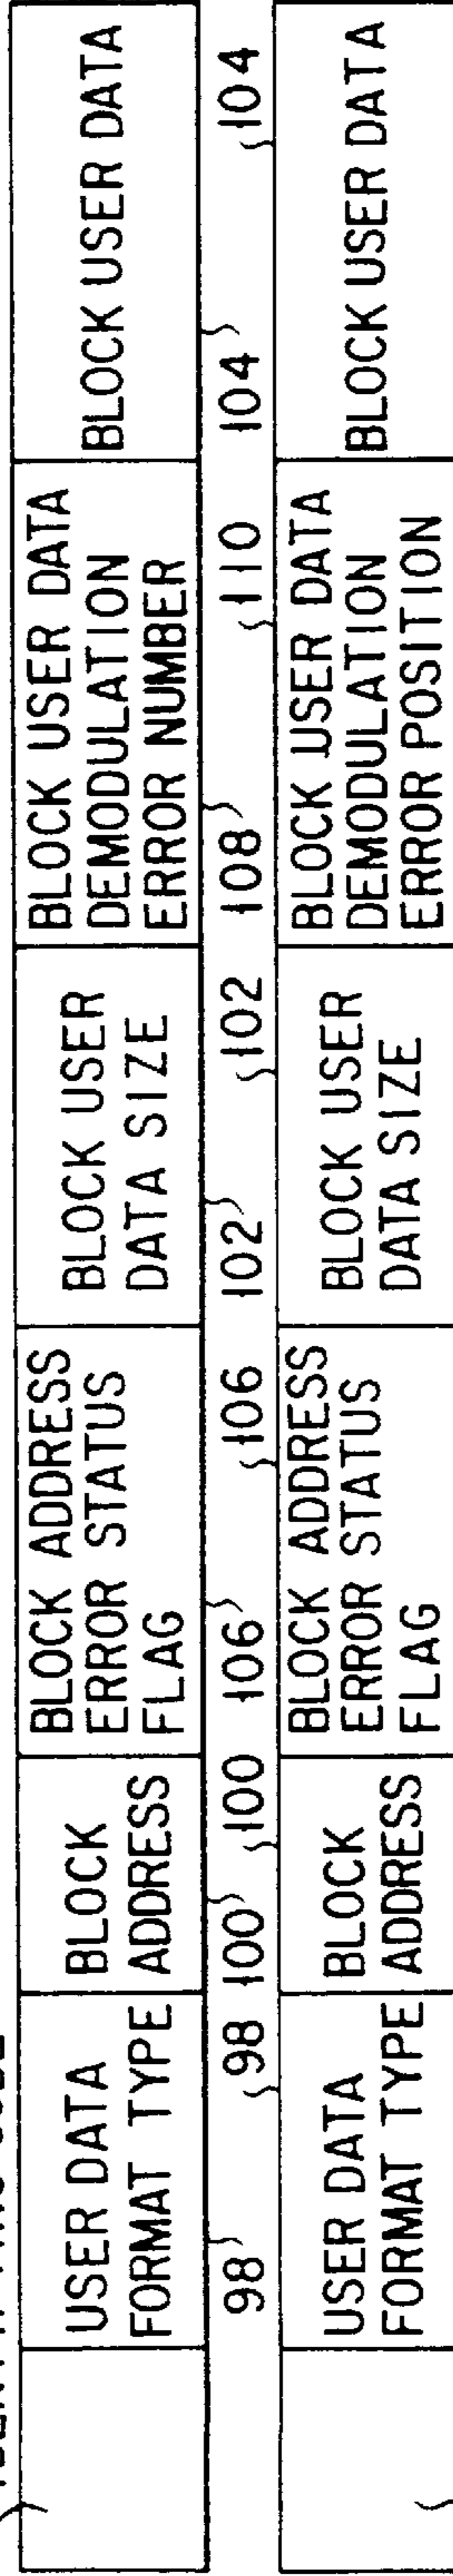 USER DATA
FORMAT TYPE
BLOCK
ADDRESS
BLOCK ADDRESS
ERROR STATUS
FLAG
BLOCK USER
DATA SIZE
BLOCK USER DATA
DEMODULATION
ERROR NUMBER
BLOCK USER DATA
98 98 100 100 106 106 102 102 108 110 104 104
USER DATA
FORMAT TYPE
BLOCK
ADDRESS
BLOCK ADDRESS
ERROR STATUS
FLAG
BLOCK USER
DATA SIZE
BLOCK USER DATA
DEMODULATION
ERROR POSITION
BLOCK USER DATA